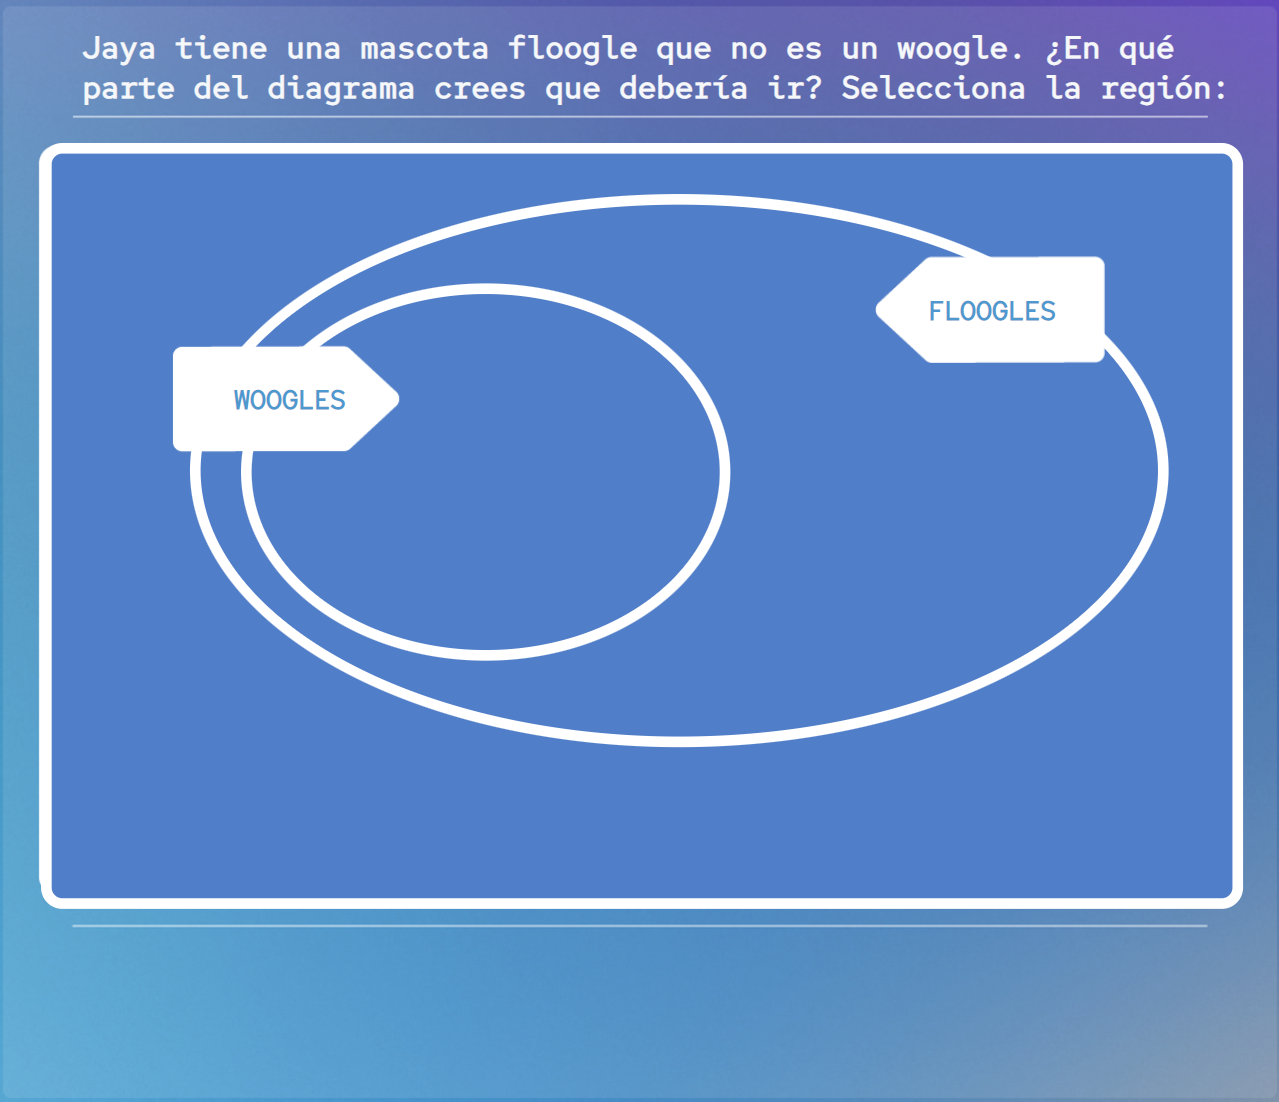 Jaya tiene una mascota floogle que no es un woogle. ¿En qué
parte del diagrama crees que debería ir? Selecciona la región:
FLOOGLES
WOOGLES